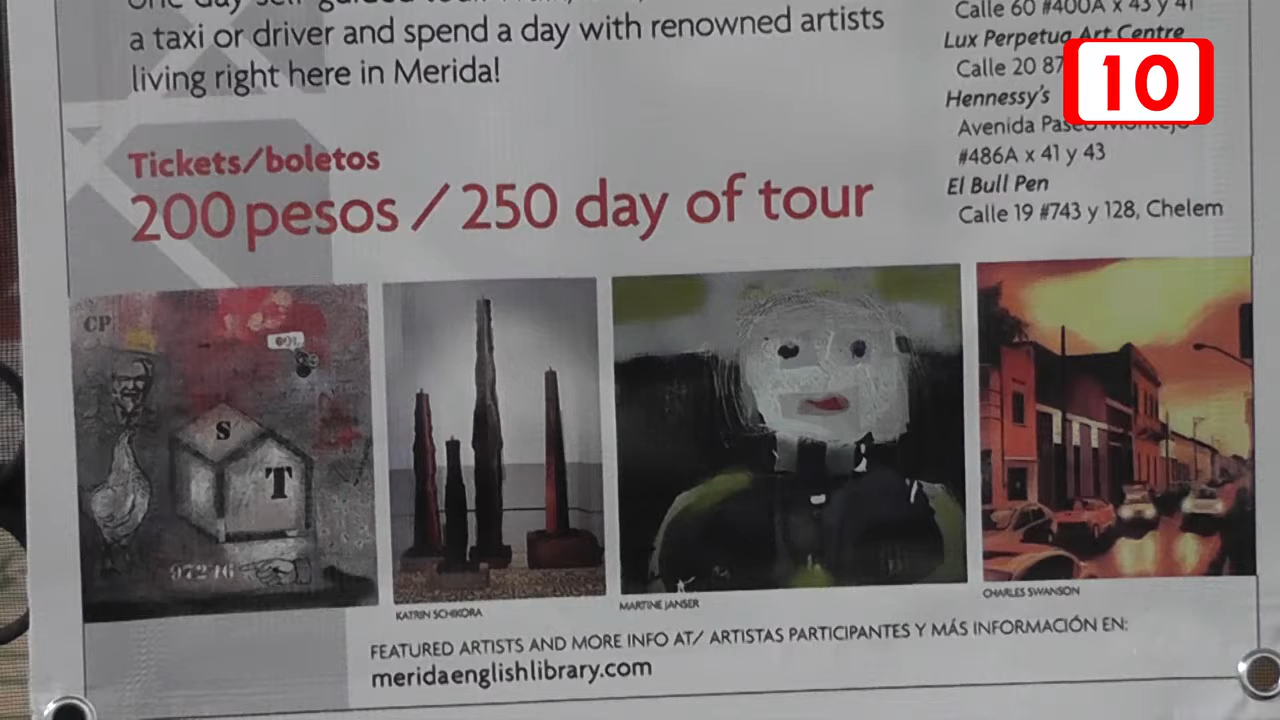 a taxi or driver and spend a day with renowned artists
living right here in Merida!
Tickets/boletos
200 pesos / 250 day of tour
Calle 60 #400A x 43 y 41
Lux Perpetua Art Centre
Calle 20 87
Hennessy's
Avenida Paseo Montejo
#486A x 41 y 43
El Bull Pen
Calle 19 #743 y 128, Chelem
10
CP
S
T
97246
KATRIN SCHIKORA
MARTINE JANSER
CHARLES SWANSON
FEATURED ARTISTS AND MORE INFO AT/ ARTISTAS PARTICIPANTES Y MÁS INFORMACIÓN EN:
meridaenglishlibrary.com